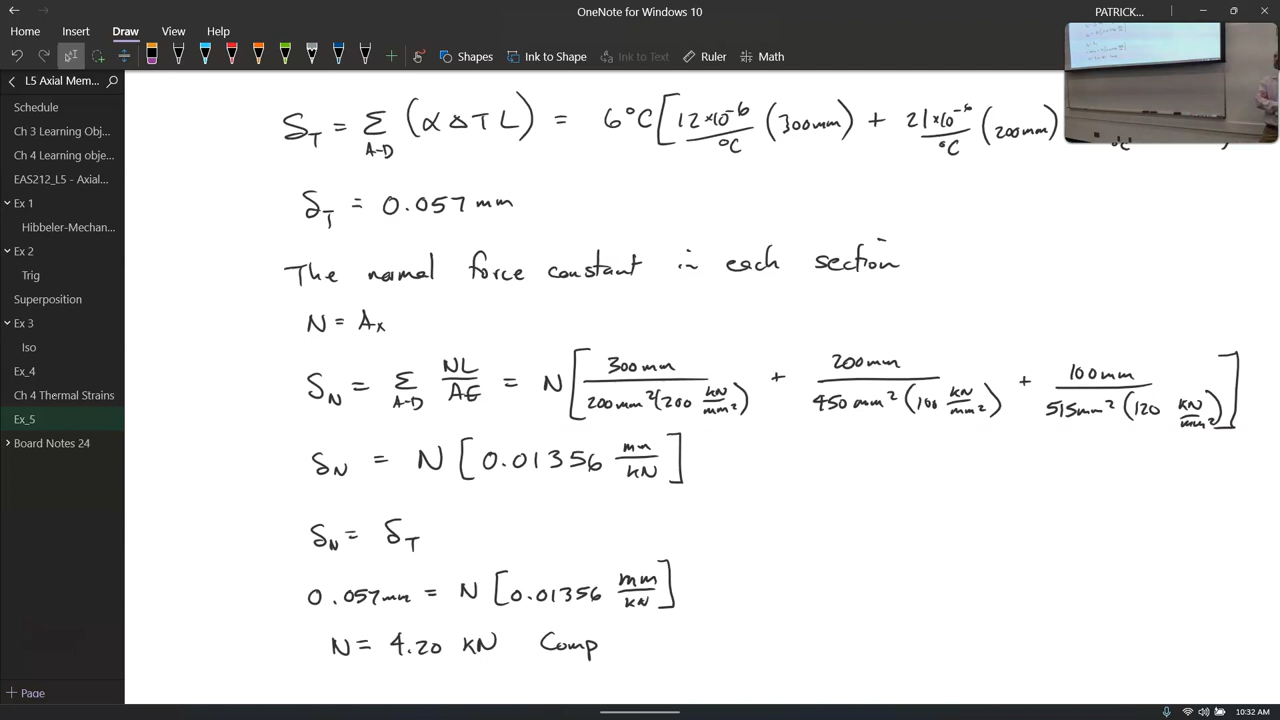 OneNote for Windows 10
PATRICK...
Home Insert Draw View Help
Shapes Ink to Shape Ink to Text Ruler Math
L5 Axial Mem...
Schedule
Ch 3 Learning Obj...
Ch 4 Learning obje...
EAS212_L5 - Axial...
Ex 1
Hibbeler-Mechan...
Ex 2
Trig
Superposition
Ex 3
Iso
Ex_4
Ch 4 Thermal Strains
Ex_5
Board Notes 24
Page
δT = Σ A-D (α ΔT L) = 6°C [ 12×10⁻⁶/°C (300mm) + 21×10⁻⁶/°C (200mm)
δT = 0.057 mm
The normal force constant in each section
N = Ax
δN = Σ A-D NL/AE = N [ 300mm/200mm²(200 kN/mm²) + 200mm/450mm²(100 kN/mm²) + 100mm/515mm²(120 kN/mm²) ]
δN = N [ 0.01356 mm/kN ]
δN = δT
0.057mm = N [ 0.01356 mm/kN ]
N = 4.20 kN Comp
10:32 AM